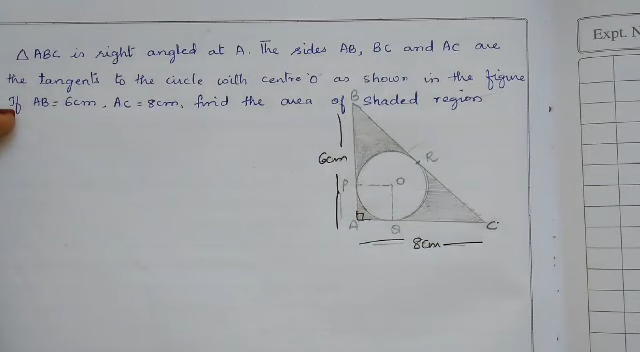 △ ABC is right angled at A. The sides AB, BC and AC are
the tangents to the circle with centre 'O' as shown in the figure
If AB = 6cm, AC = 8cm, find the area of shaded region
B
6cm
R
P
O
A
Q
C
8cm
Expt. N